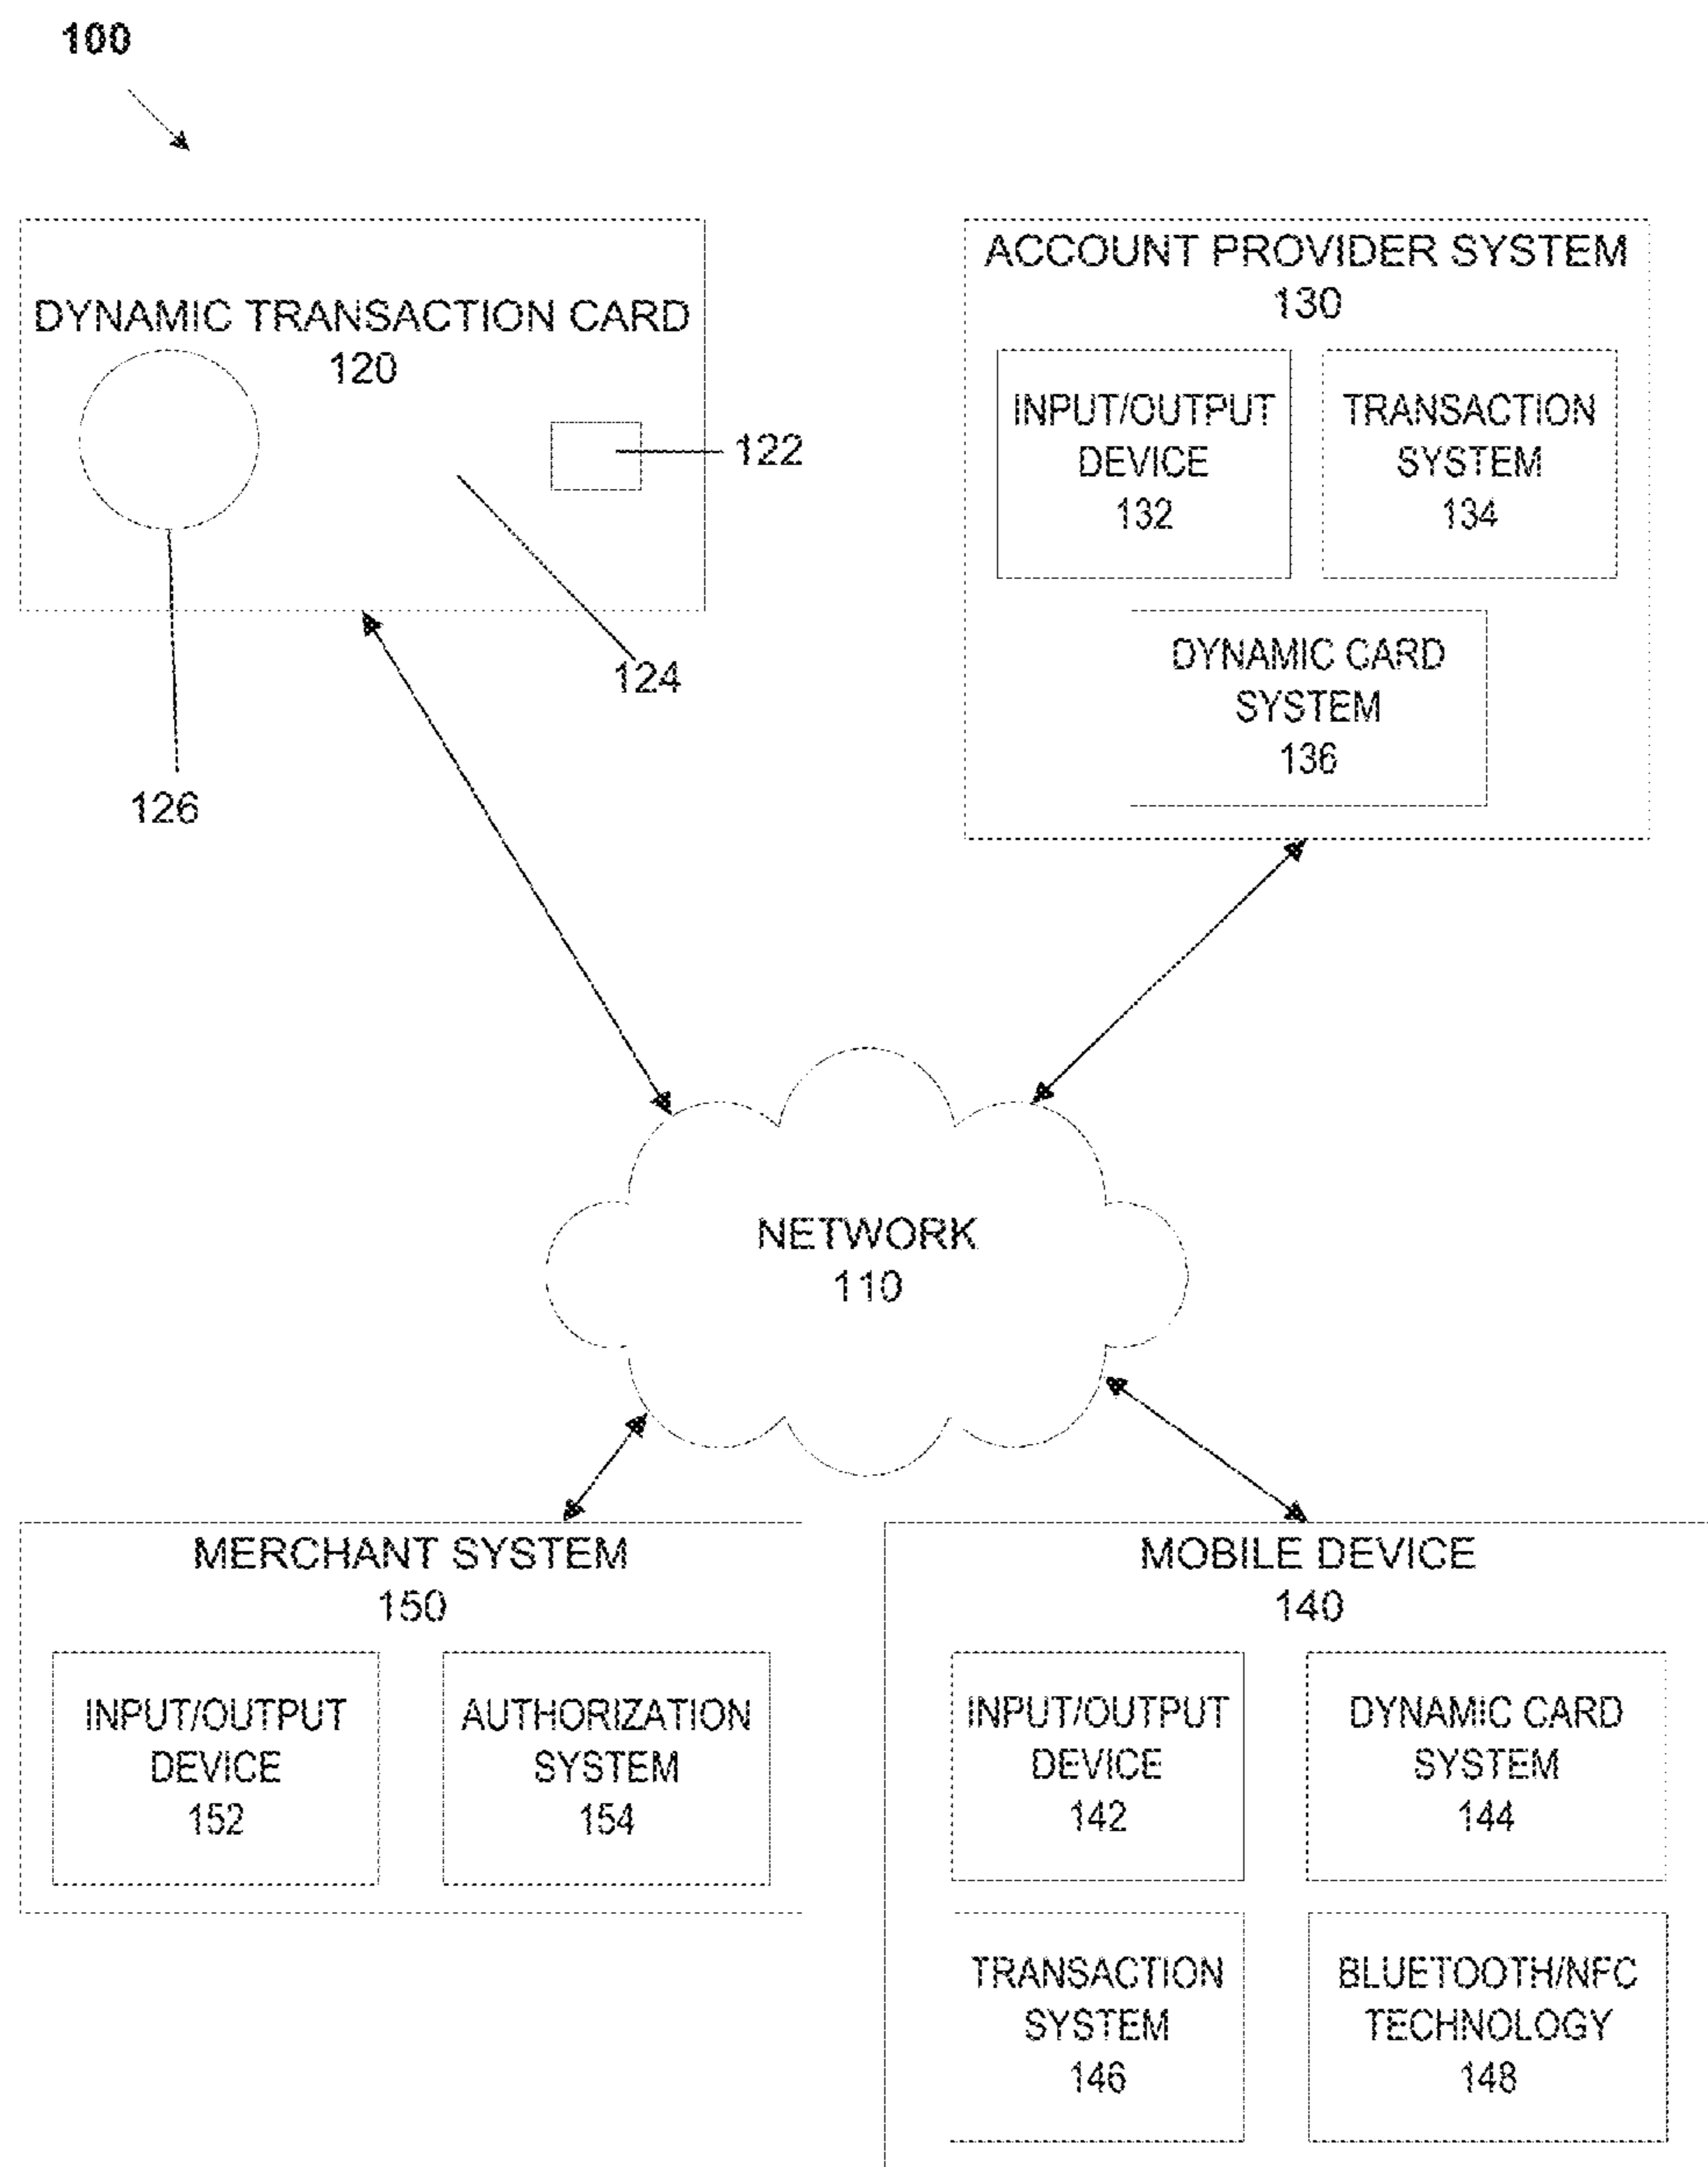 100
DYNAMIC TRANSACTION CARD
120
122
124
126
ACCOUNT PROVIDER SYSTEM
130
INPUT/OUTPUT
DEVICE
132
TRANSACTION
SYSTEM
134
DYNAMIC CARD
SYSTEM
136
NETWORK
110
MERCHANT SYSTEM
150
INPUT/OUTPUT
DEVICE
152
AUTHORIZATION
SYSTEM
154
MOBILE DEVICE
140
INPUT/OUTPUT
DEVICE
142
DYNAMIC CARD
SYSTEM
144
TRANSACTION
SYSTEM
146
BLUETOOTH/NFC
TECHNOLOGY
148